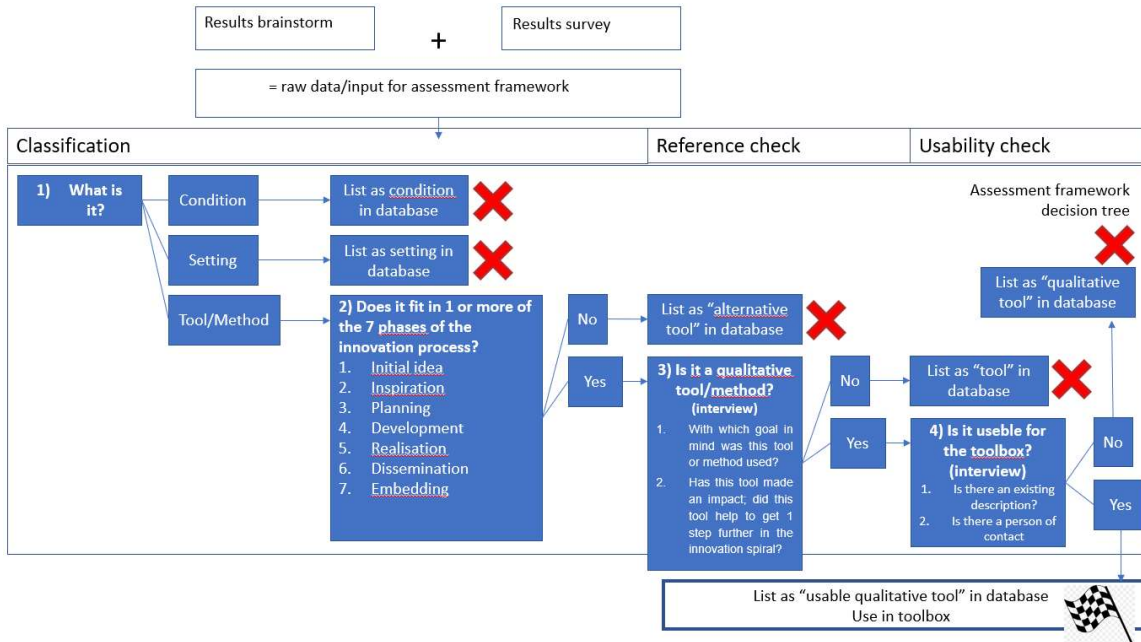 Results brainstorm
+
Results survey
= raw data/input for assessment framework
Classification
Reference check
Usability check
1) What is
it?
Condition
List as condition
in database
Setting
List as setting in
database
Tool/Method
2) Does it fit in 1 or more of
the 7 phases of the
innovation process?
1. Initial idea
2. Inspiration
3. Planning
4. Development
5. Realisation
6. Dissemination
7. Embedding
No
Yes
List as “alternative
tool” in database
3) Is it a qualitative
tool/method?
(interview)
1. With which goal in
mind was this tool
or method used?
2. Has this tool made
an impact; did this
tool help to get 1
step further in the
innovation spiral?
No
Yes
List as “tool” in
database
4) Is it useble for
the toolbox?
(interview)
1. Is there an existing
description?
2. Is there a person of
contact
No
Yes
Assessment framework
decision tree
List as “qualitative
tool” in database
List as “usable qualitative tool” in database
Use in toolbox